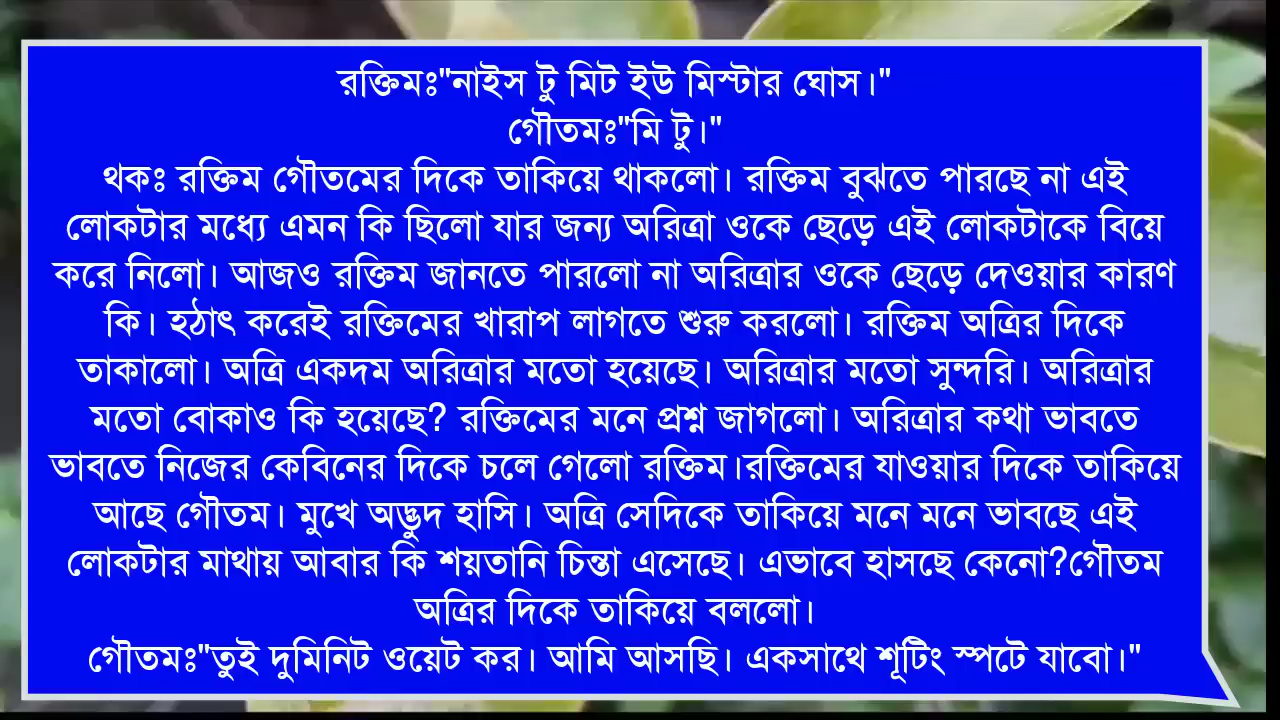 রক্তিমঃ"নাইস টু মিট ইউ মিস্টার ঘোস।"
গৌতমঃ"মি টু।"
থকঃ রক্তিম গৌতমের দিকে তাকিয়ে থাকলো। রক্তিম বুঝতে পারছে না এই
লোকটার মধ্যে এমন কি ছিলো যার জন্য অরিত্রা ওকে ছেড়ে এই লোকটাকে বিয়ে
করে নিলো। আজও রক্তিম জানতে পারলো না অরিত্রার ওকে ছেড়ে দেওয়ার কারণ
কি। হঠাৎ করেই রক্তিমের খারাপ লাগতে শুরু করলো। রক্তিম অত্রির দিকে
তাকালো। অত্রি একদম অরিত্রার মতো হয়েছে। অরিত্রার মতো সুন্দরি। অরিত্রার
মতো বোকাও কি হয়েছে? রক্তিমের মনে প্রশ্ন জাগলো। অরিত্রার কথা ভাবতে
ভাবতে নিজের কেবিনের দিকে চলে গেলো রক্তিম।রক্তিমের যাওয়ার দিকে তাকিয়ে
আছে গৌতম। মুখে অদ্ভুদ হাসি। অত্রি সেদিকে তাকিয়ে মনে মনে ভাবছে এই
লোকটার মাথায় আবার কি শয়তানি চিন্তা এসেছে। এভাবে হাসছে কেনো?গৌতম
অত্রির দিকে তাকিয়ে বললো।
গৌতমঃ"তুই দুমিনিট ওয়েট কর। আমি আসছি। একসাথে শূটিং স্পটে যাবো।"